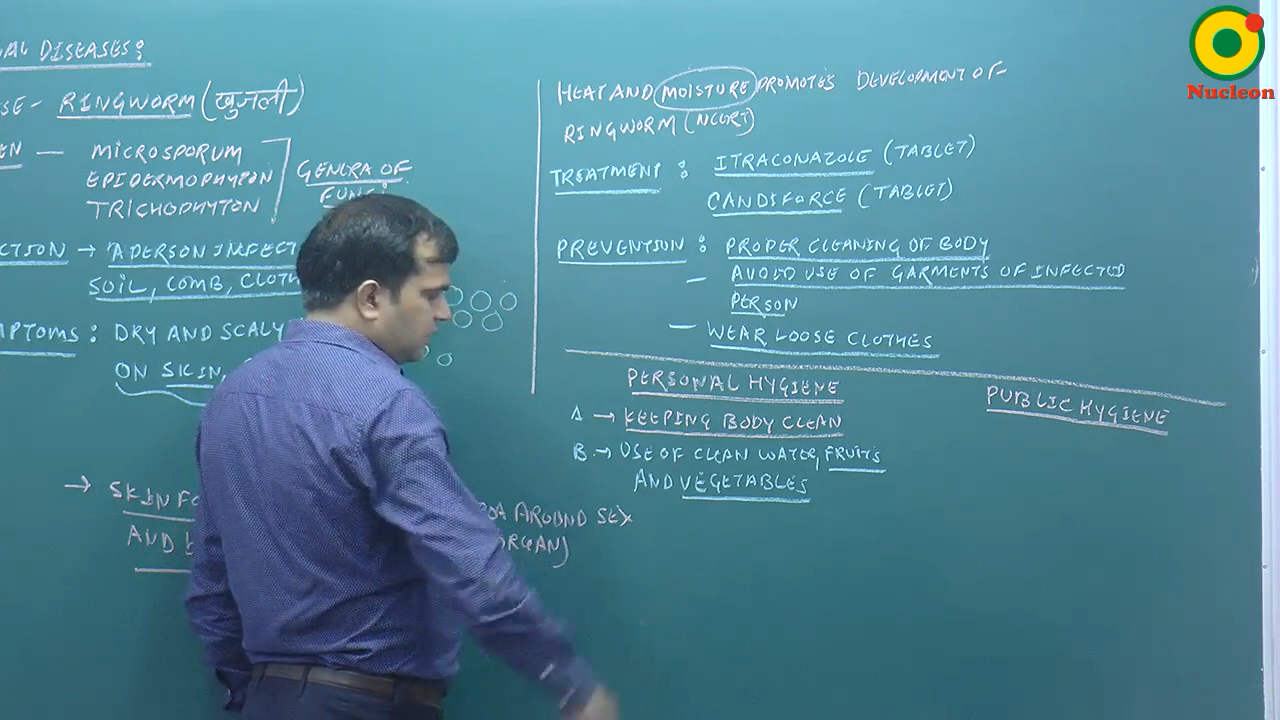 AL DISEASES:
SE - RINGWORM (खुजली)
EN - MICROSPORUM
EPIDERMOPHYTON
TRICHOPHYTON
GENERA OF
FUNGI
CTION → A PERSON INFECT
SOIL, COMB, CLOTH
MPTOMS : DRY AND SCALY
ON SKIN,
→ SKIN FO
AND
AROUND SEX
ORGAN)
HEAT AND MOISTURE PROMOTES DEVELOPMENT OF
RINGWORM (NCERT)
TREATMENT : ITRACONAZOLE (TABLET)
CANDIFORCE (TABLET)
PREVENTION : PROPER CLEANING OF BODY
- AVOID USE OF GARMENTS OF INFECTED
PERSON
- WEAR LOOSE CLOTHES
PERSONAL HYGIENE
A → KEEPING BODY CLEAN
B → USE OF CLEAN WATER, FRUITS
AND VEGETABLES
PUBLIC HYGIENE
Nucleon